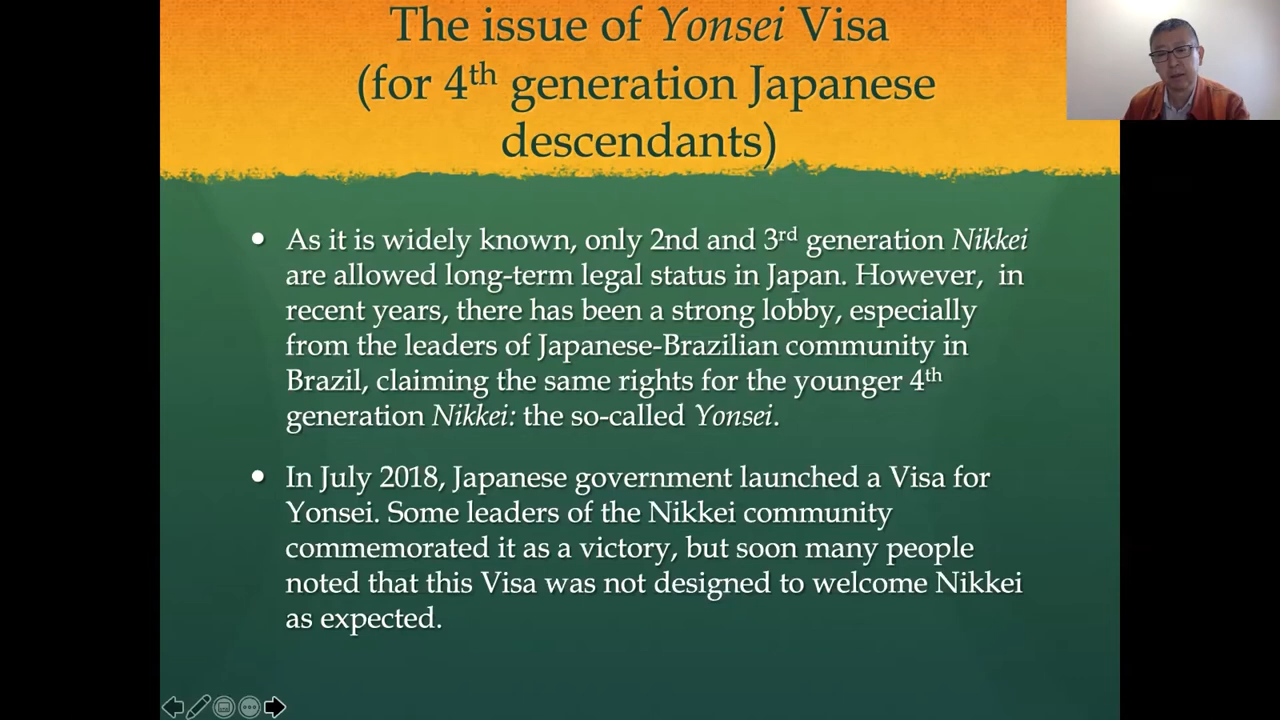 The issue of Yonsei Visa
(for 4th generation Japanese
descendants)
• As it is widely known, only 2nd and 3rd generation Nikkei
are allowed long-term legal status in Japan. However,  in
recent years, there has been a strong lobby, especially
from the leaders of Japanese-Brazilian community in
Brazil, claiming the same rights for the younger 4th
generation Nikkei: the so-called Yonsei.
• In July 2018, Japanese government launched a Visa for
Yonsei. Some leaders of the Nikkei community
commemorated it as a victory, but soon many people
noted that this Visa was not designed to welcome Nikkei
as expected.